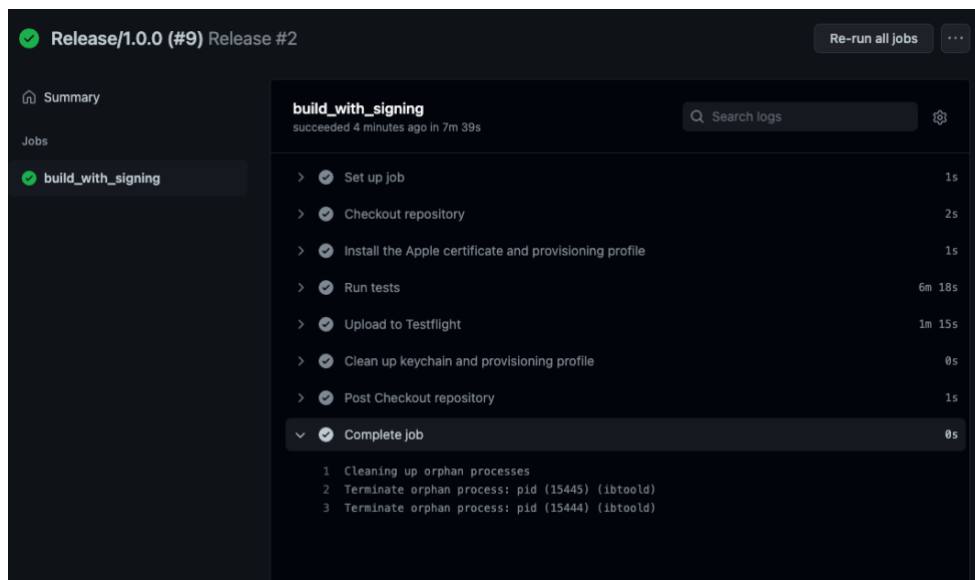 Release/1.0.0 (#9) Release #2
Re-run all jobs
Summary
Jobs
build_with_signing
build_with_signing
succeeded 4 minutes ago in 7m 39s
Search logs
Set up job 1s
Checkout repository 2s
Install the Apple certificate and provisioning profile 1s
Run tests 6m 18s
Upload to Testflight 1m 15s
Clean up keychain and provisioning profile 0s
Post Checkout repository 1s
Complete job 0s
1 Cleaning up orphan processes
2 Terminate orphan process: pid (15445) (ibtoold)
3 Terminate orphan process: pid (15444) (ibtoold)